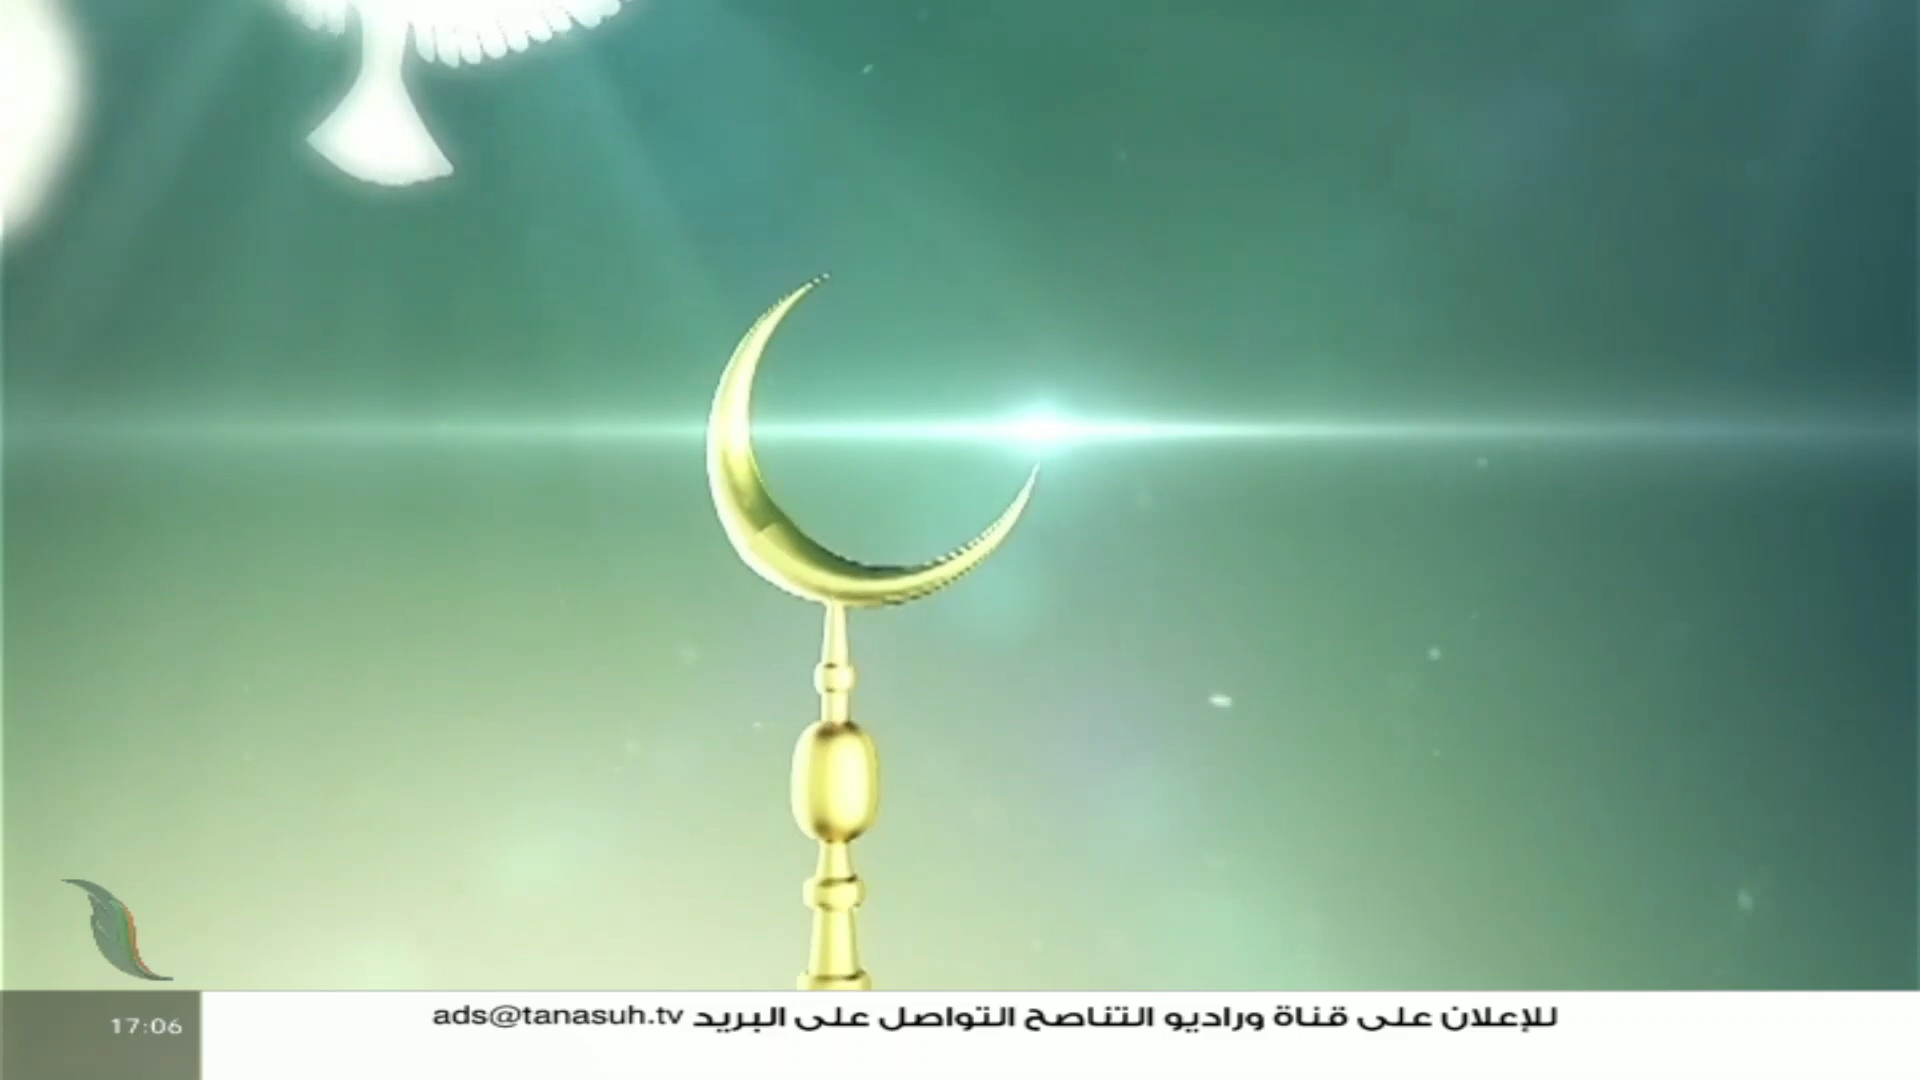 للإعلان على قناة وراديو التناصح التواصل على البريد ads@tanasuh.tv
17:06